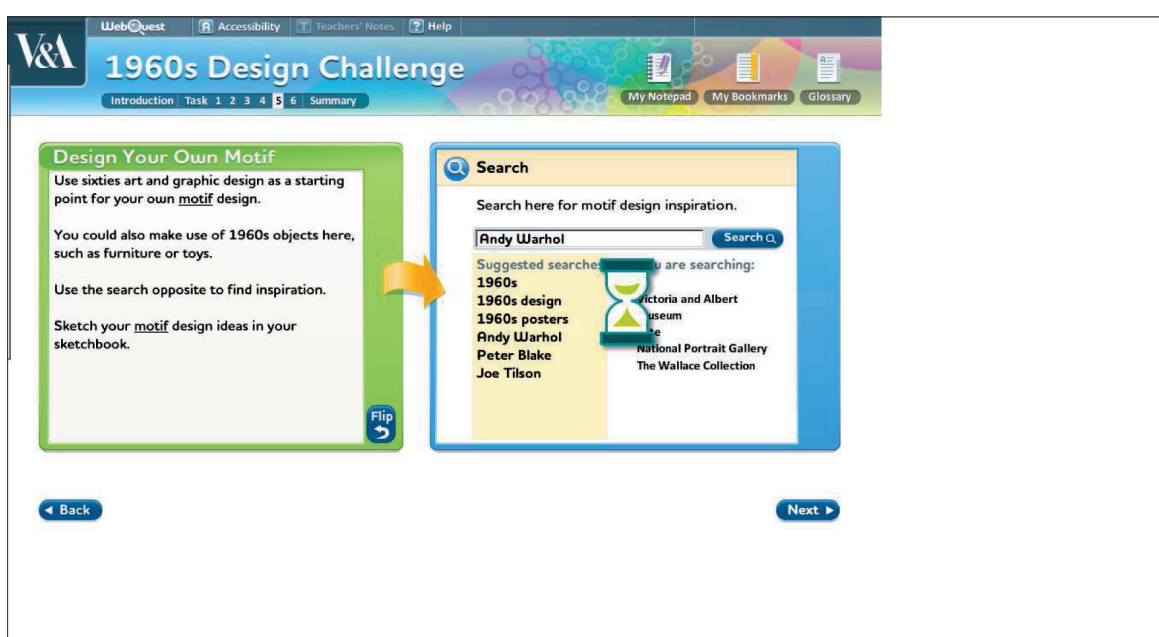 WebQuest Accessibility Teachers' Notes Help
V&A
1960s Design Challenge
Introduction Task 1 2 3 4 5 6 Summary
My Notepad My Bookmarks Glossary
Design Your Own Motif
Use sixties art and graphic design as a starting
point for your own motif design.
You could also make use of 1960s objects here,
such as furniture or toys.
Use the search opposite to find inspiration.
Sketch your motif design ideas in your
sketchbook.
Flip
Search
Search here for motif design inspiration.
Andy Warhol Search
Suggested searches
1960s
1960s design
1960s posters
Andy Warhol
Peter Blake
Joe Tilson
are searching:
Victoria and Albert
National Portrait Gallery
The Wallace Collection
Back
Next